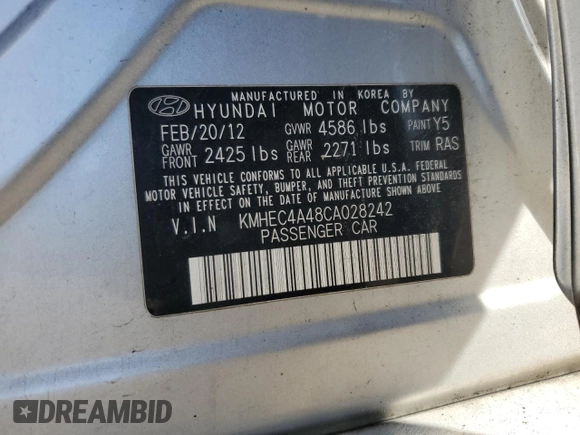 MANUFACTURED IN KOREA BY
HYUNDAI MOTOR COMPANY
FEB/20/12 GVWR 4586 lbs PAINT Y5
GAWR FRONT 2425 lbs GAWR REAR 2271 lbs TRIM RAS
THIS VEHICLE CONFORMS TO ALL APPLICABLE U.S.A. FEDERAL
MOTOR VEHICLE SAFETY, BUMPER, AND THEFT PREVENTION STANDARDS
IN EFFECT ON THE DATE OF MANUFACTURE SHOWN ABOVE.
V.I.N KMHEC4A48CA028242
PASSENGER CAR
DREAMBID